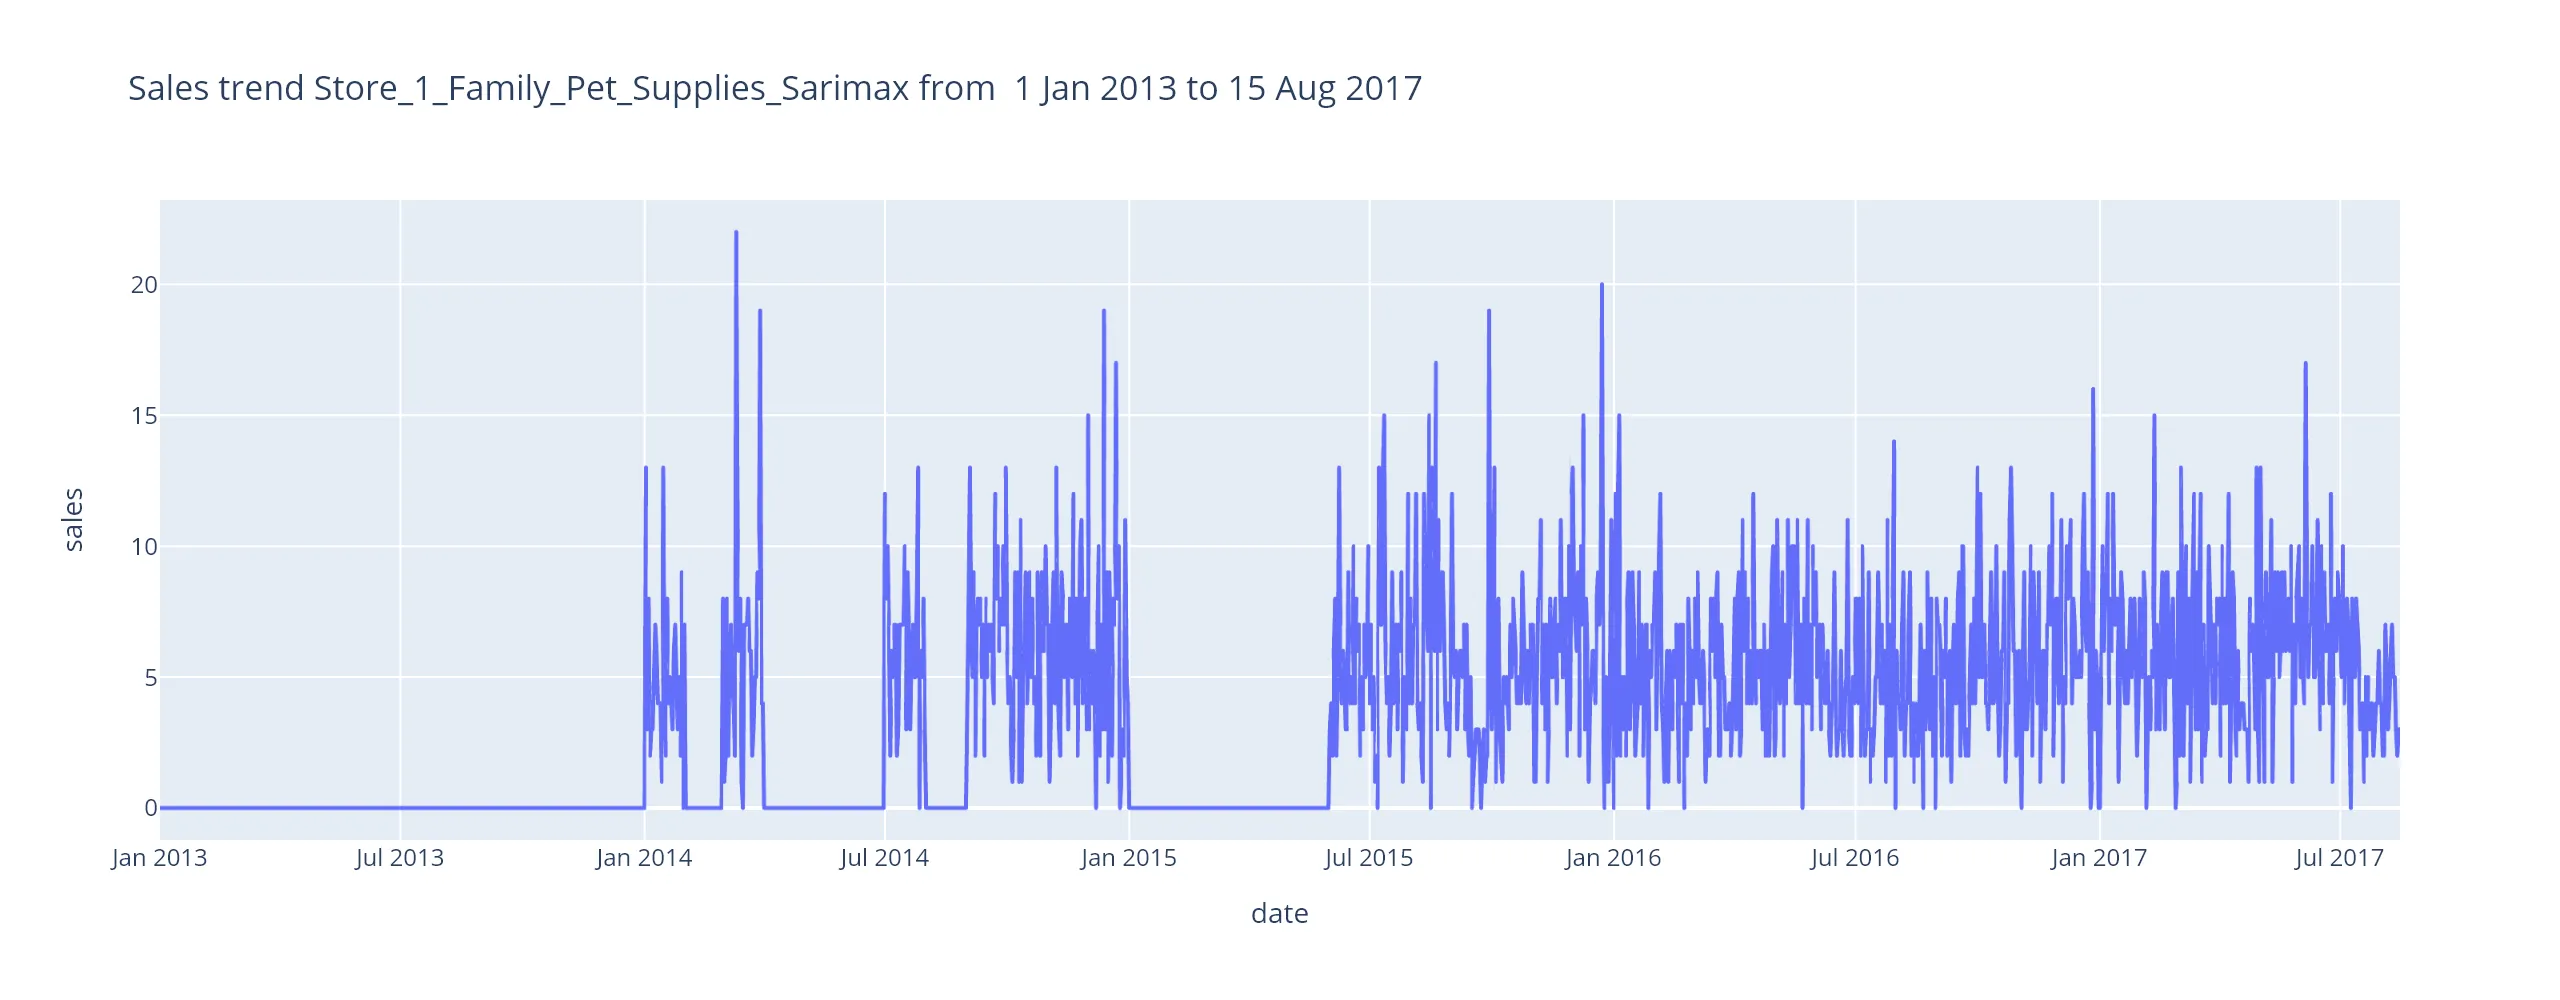 Sales trend Store_1_Family_Pet_Supplies_Sarimax from  1 Jan 2013 to 15 Aug 2017
20
15
10
5
0
sales
Jan 2013 Jul 2013 Jan 2014 Jul 2014 Jan 2015 Jul 2015 Jan 2016 Jul 2016 Jan 2017 Jul 2017
date